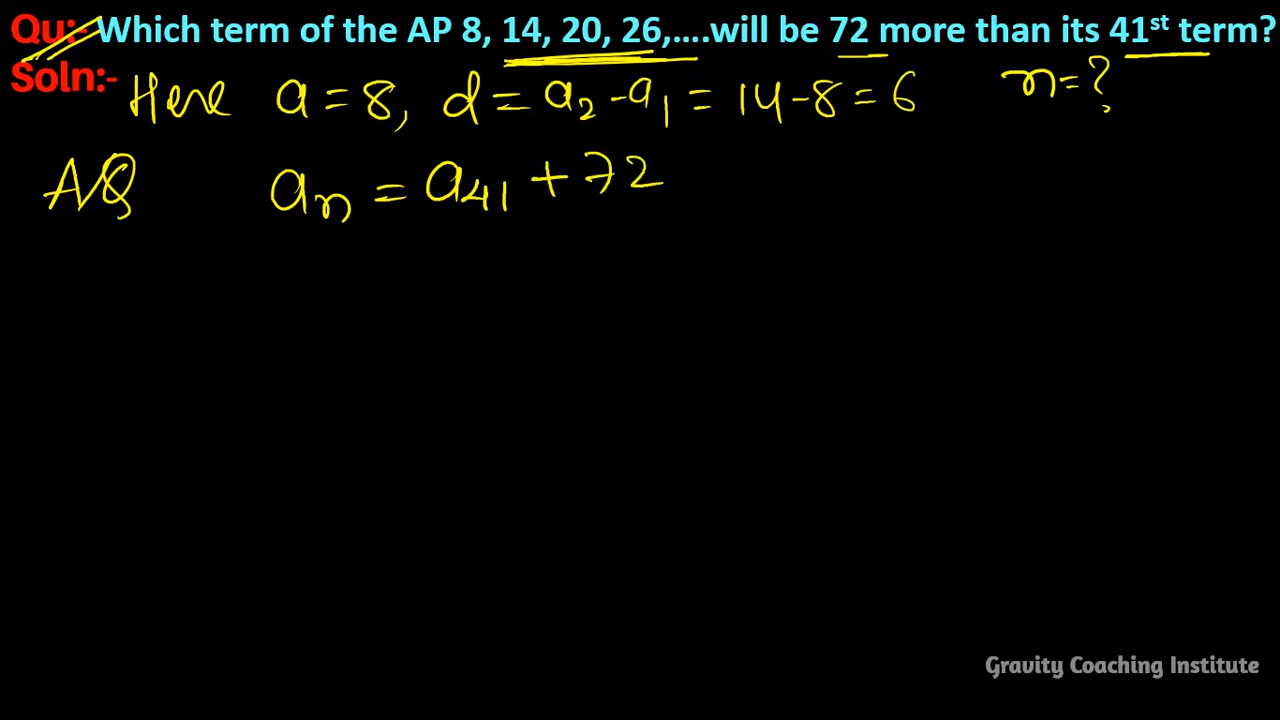 Qu:- Which term of the AP 8, 14, 20, 26,....will be 72 more than its 41st term?
Soln:- Here a = 8, d = a₂ - a₁ = 14 - 8 = 6 n = ?
A/Q aₙ = a₄₁ + 72
Gravity Coaching Institute